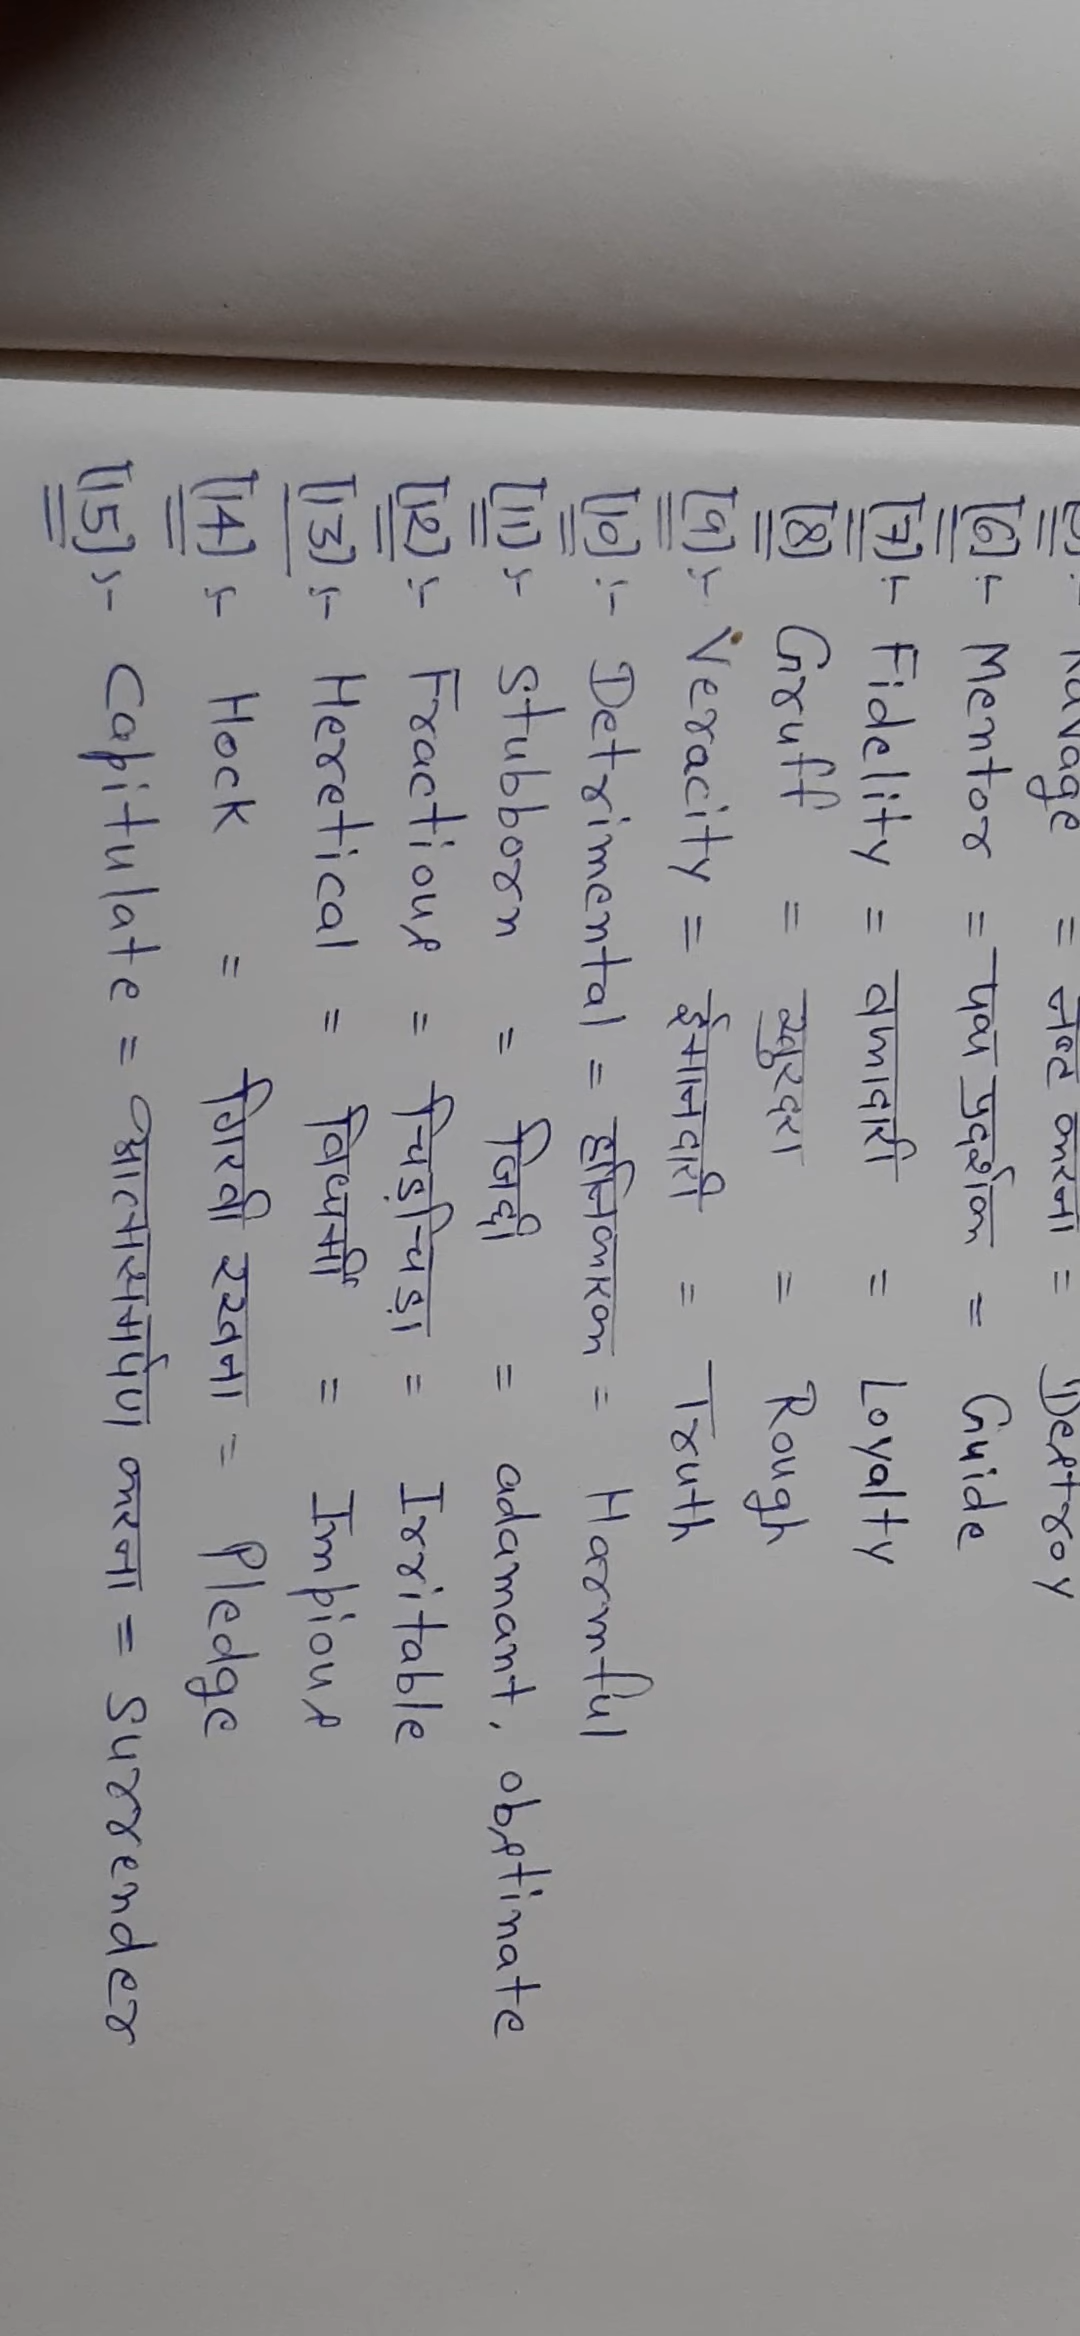 Ravage = नष्ट करना = Destroy
[6]:- Mentor = पथ प्रदर्शक = Guide
[7]:- Fidelity = वफादारी = Loyalty
[8] Gruff = खुरदरा = Rough
[9]:- Veracity = ईमानदारी = Truth
[10]:- Detrimental = हानिकारक = Harmful
[11]:- Stubborn = जिद्दी = adamant, obstinate
[12]:- Fractious = चिड़चिड़ा = Irritable
[13]:- Heretical = विधर्मी = Impious
[14]:- Hock = गिरवी रखना = Pledge
[15]:- Capitulate = आत्मसमर्पण करना = Surrender